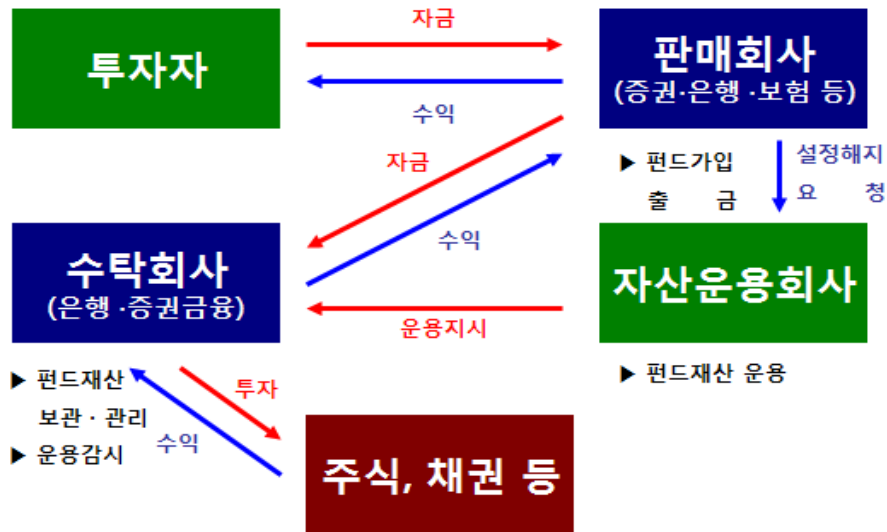 자금
투자자
판매회사
(증권·은행 ·보험 등)
수익
자금
▶ 펀드가입
출 금
설정해지
요 청
수익
수탁회사
(은행 ·증권금융)
자산운용회사
운용지시
▶ 펀드재산
보관 · 관리
▶ 운용감시
투자
수익
▶ 펀드재산 운용
주식, 채권 등